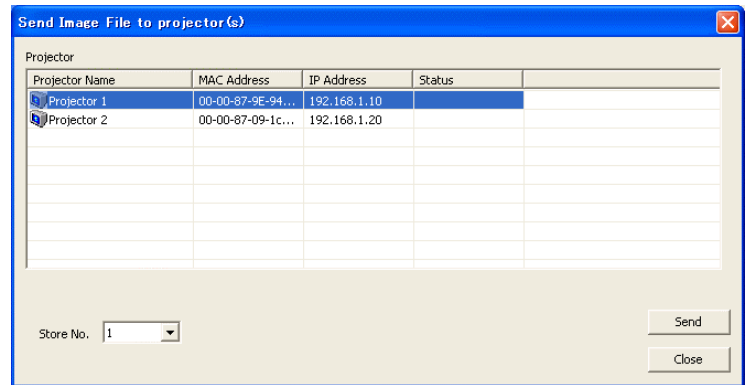 Send Image File to projector(s)
Projector
Projector Name MAC Address IP Address Status
Projector 1 00-00-87-9E-94... 192.168.1.10
Projector 2 00-00-87-09-1c... 192.168.1.20
Store No. 1
Send
Close